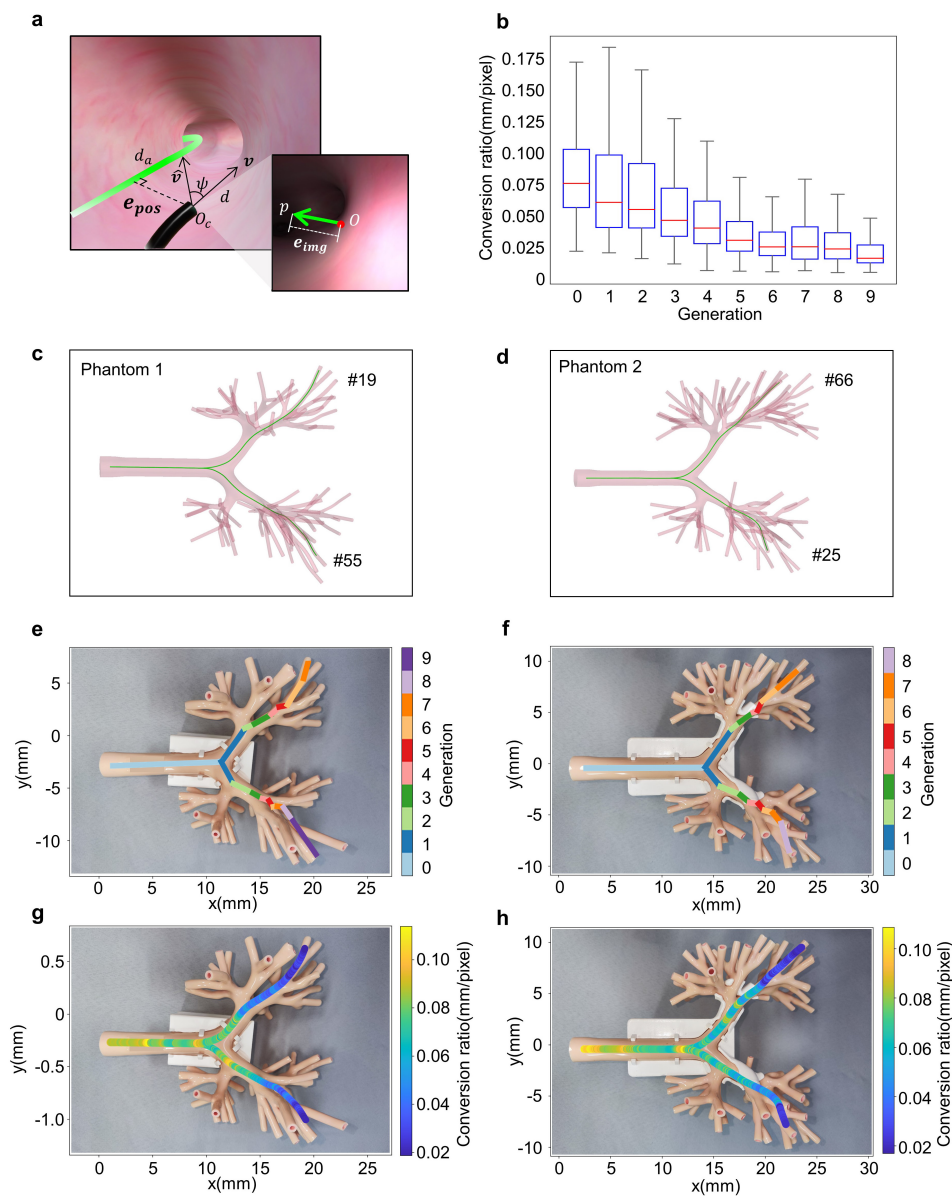 a
d_a
v̂
ψ
v
d
e_pos
O_c
p
O
e_img
b
Conversion ratio(mm/pixel)
0.175
0.150
0.125
0.100
0.075
0.050
0.025
0
0 1 2 3 4 5 6 7 8 9
Generation
c
Phantom 1
#19
#55
d
Phantom 2
#66
#25
e
y(mm)
5
0
-5
-10
0 5 10 15 20 25
x(mm)
9
8
7
6
5
4
3
2
1
0
Generation
f
y(mm)
10
5
0
-5
-10
0 5 10 15 20 25 30
x(mm)
8
7
6
5
4
3
2
1
0
Generation
g
y(mm)
0.5
0
-0.5
-1.0
0 5 10 15 20 25
x(mm)
0.10
0.08
0.06
0.04
0.02
Conversion ratio(mm/pixel)
h
y(mm)
10
5
0
-5
-10
0 5 10 15 20 25 30
x(mm)
0.10
0.08
0.06
0.04
0.02
Conversion ratio(mm/pixel)